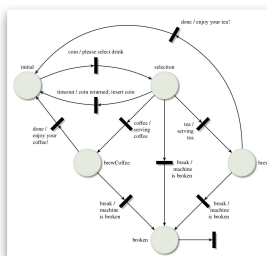 done / enjoy your tea!
coin / please select drink
initial
selection
timeout / coin returned; insert coin
done /
enjoy your
coffee!
coffee /
serving
coffee
tea /
serving
tea
brewCoffee
break /
machine
is broken
brew
break /
machine
is broken
break /
machine
is broken
broken